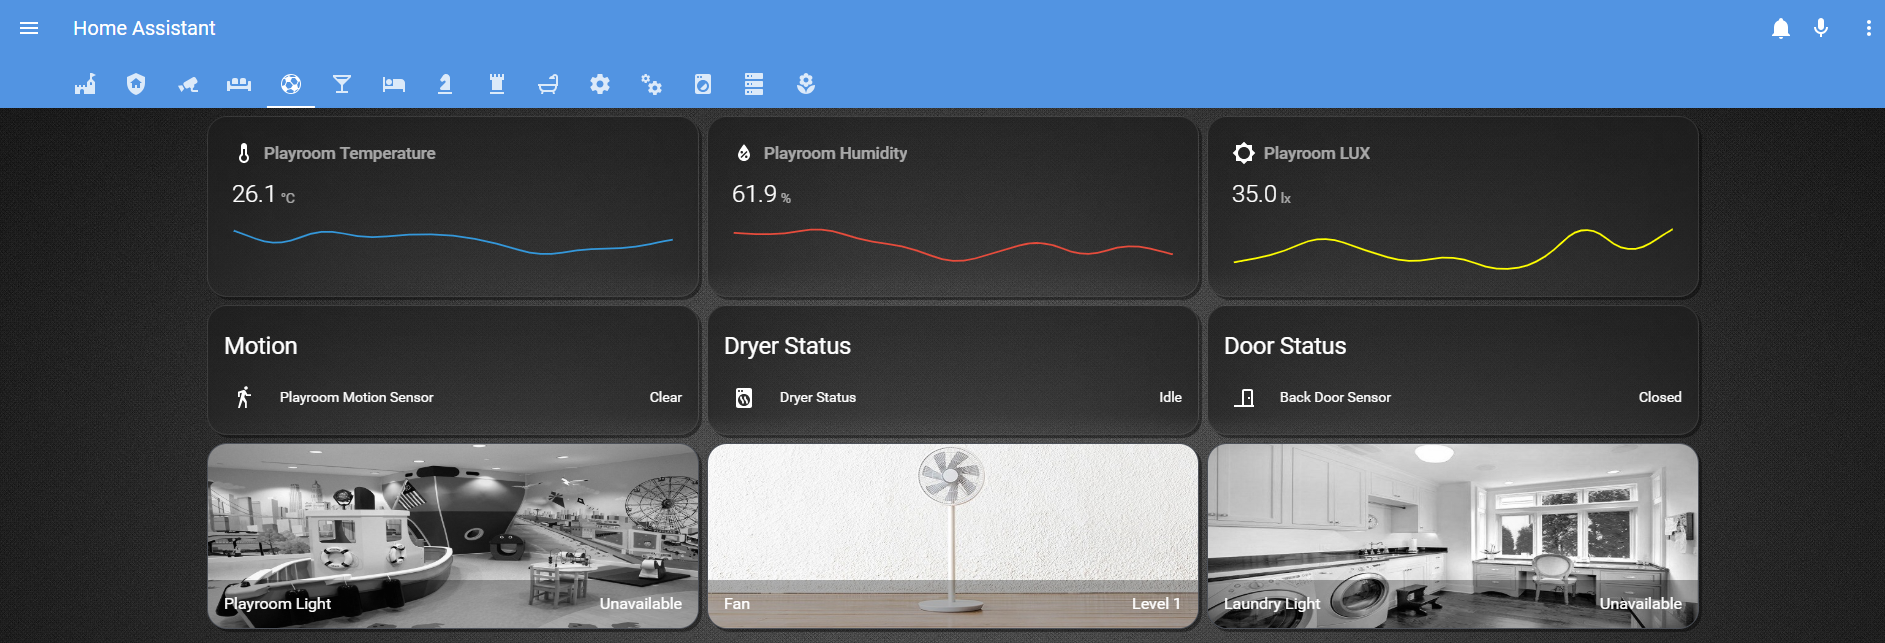 Home Assistant
Playroom Temperature
26.1 °C
Playroom Humidity
61.9 %
Playroom LUX
35.0 lx
Motion
Playroom Motion Sensor Clear
Dryer Status
Dryer Status Idle
Door Status
Back Door Sensor Closed
Playroom Light Unavailable
Fan Level 1
Laundry Light Unavailable